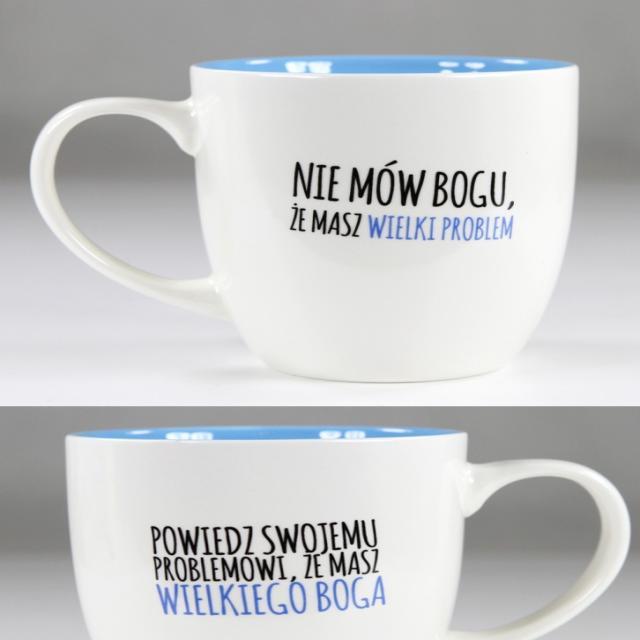 NIE MÓW BOGU,
ŻE MASZ WIELKI PROBLEM
POWIEDZ SWOJEMU
PROBLEMOWI, ŻE MASZ
WIELKIEGO BOGA